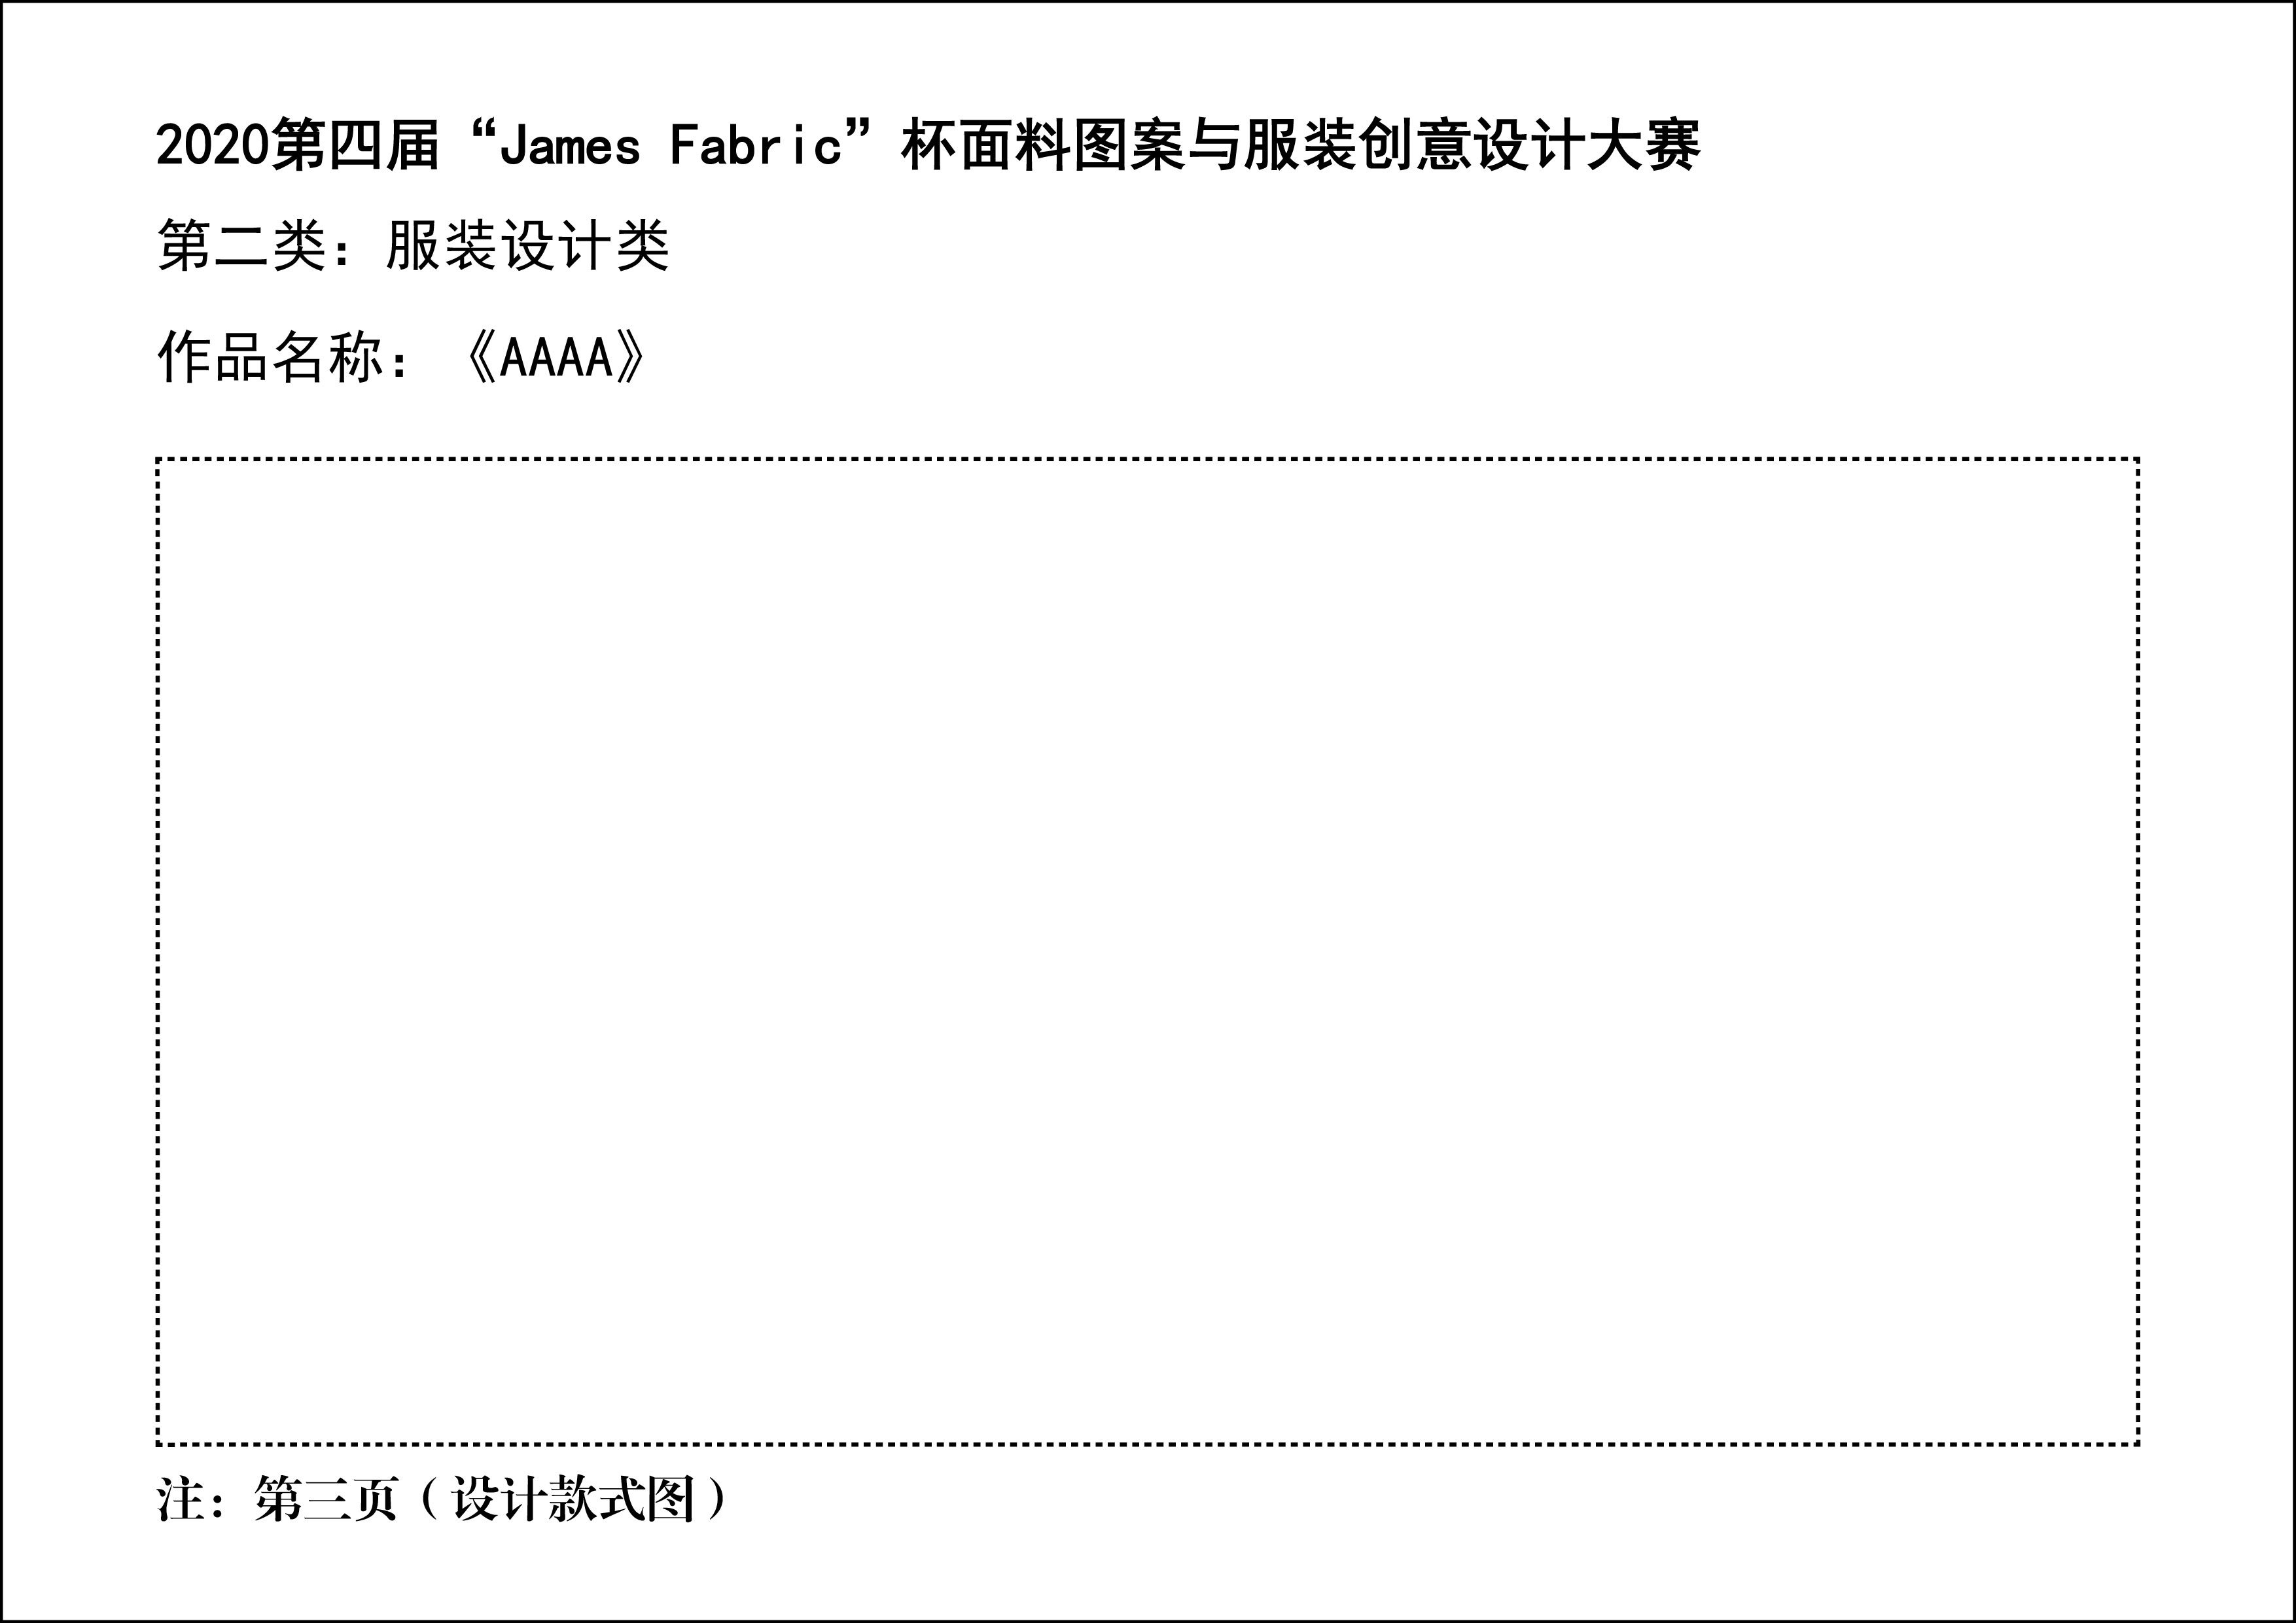 2020第四届“James Fabric”杯面料图案与服装创意设计大赛
第二类：服装设计类
作品名称：《AAAA》
注：第三页（设计款式图）